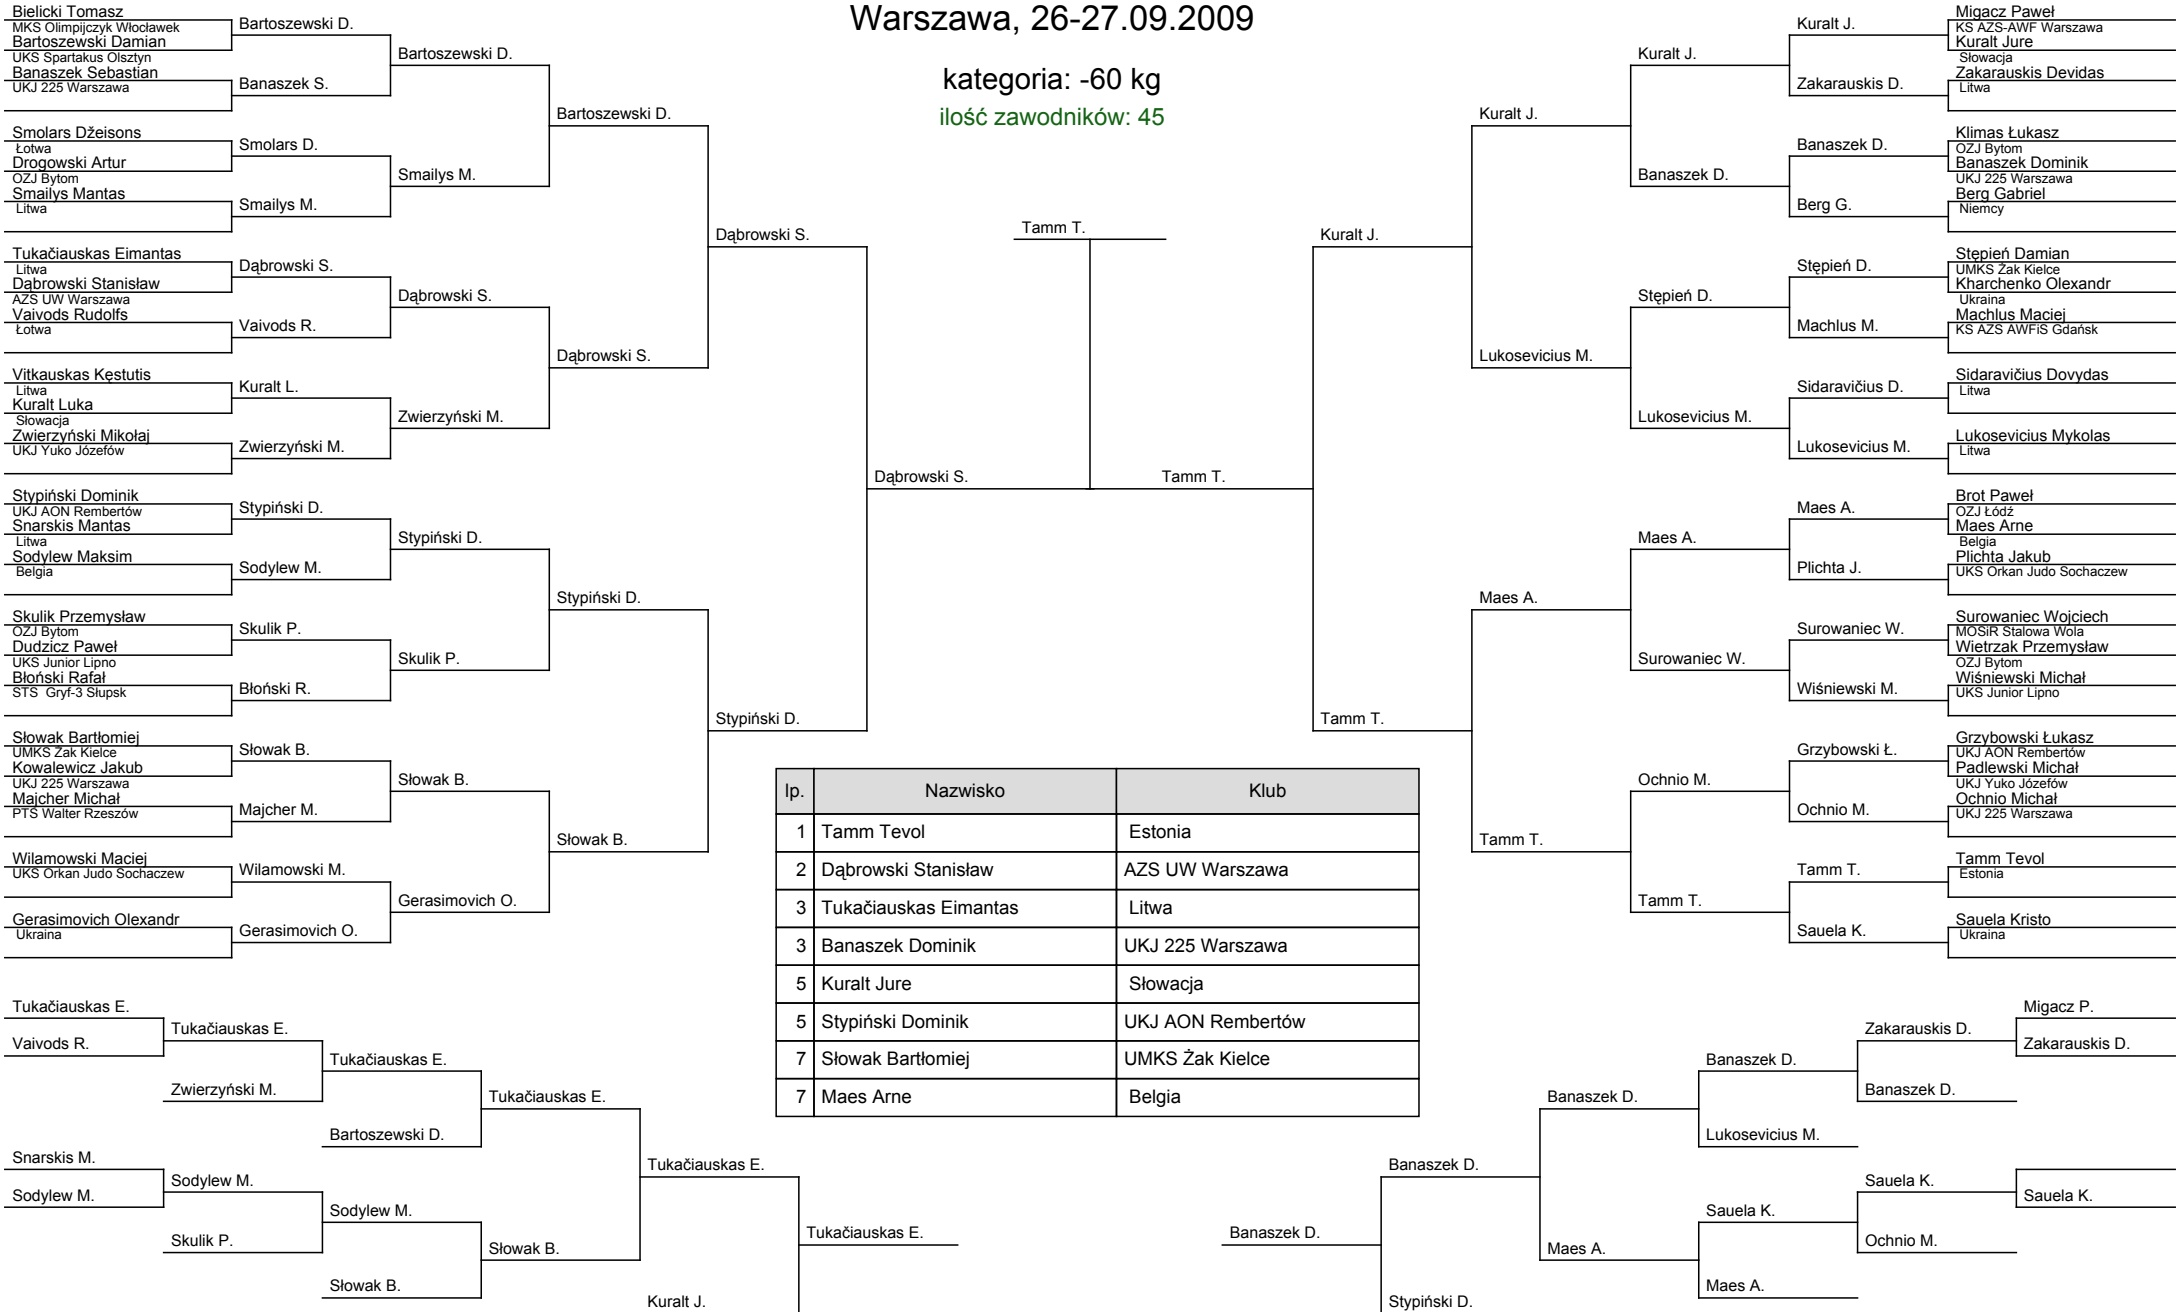 Warszawa, 26-27.09.2009
kategoria: -60 kg
ilość zawodników: 45
Bielicki Tomasz
MKS Olimpijczyk Włocławek
Bartoszewski Damian
UKS Spartakus Olsztyn
Banaszek Sebastian
UKJ 225 Warszawa
Smolars Džeisons
Łotwa
Drogowski Artur
OZJ Bytom
Smailys Mantas
Litwa
Tukačiauskas Eimantas
Litwa
Dąbrowski Stanisław
AZS UW Warszawa
Vaivods Rudolfs
Łotwa
Vitkauskas Kęstutis
Litwa
Kuralt Luka
Słowacja
Zwierzyński Mikołaj
UKJ Yuko Józefów
Stypiński Dominik
UKJ AON Rembertów
Snarskis Mantas
Litwa
Sodylew Maksim
Belgia
Skulik Przemysław
OZJ Bytom
Dudzicz Paweł
UKS Junior Lipno
Błoński Rafał
STS Gryf-3 Słupsk
Słowak Bartłomiej
UMKS Żak Kielce
Kowalewicz Jakub
UKJ 225 Warszawa
Majcher Michał
PTS Walter Rzeszów
Wilamowski Maciej
UKS Orkan Judo Sochaczew
Gerasimovich Olexandr
Ukraina
Bartoszewski D.
Banaszek S.
Smolars D.
Smailys M.
Dąbrowski S.
Vaivods R.
Kuralt L.
Zwierzyński M.
Stypiński D.
Sodylew M.
Skulik P.
Błoński R.
Słowak B.
Majcher M.
Wilamowski M.
Gerasimovich O.
Bartoszewski D.
Smailys M.
Dąbrowski S.
Zwierzyński M.
Stypiński D.
Skulik P.
Słowak B.
Gerasimovich O.
Bartoszewski D.
Dąbrowski S.
Stypiński D.
Słowak B.
Dąbrowski S.
Stypiński D.
Dąbrowski S.
Tamm T.
Tamm T.
Kuralt J.
Tamm T.
Kuralt J.
Lukosevicius M.
Maes A.
Tamm T.
Kuralt J.
Banaszek D.
Stępień D.
Lukosevicius M.
Maes A.
Surowaniec W.
Ochnio M.
Tamm T.
Kuralt J.
Zakarauskis D.
Banaszek D.
Berg G.
Stępień D.
Machlus M.
Sidaravičius D.
Lukosevicius M.
Maes A.
Plichta J.
Surowaniec W.
Wiśniewski M.
Grzybowski Ł.
Ochnio M.
Tamm T.
Sauela K.
Migacz Paweł
KS AZS-AWF Warszawa
Kuralt Jure
Słowacja
Zakarauskis Devidas
Litwa
Klimas Łukasz
OZJ Bytom
Banaszek Dominik
UKJ 225 Warszawa
Berg Gabriel
Niemcy
Stępień Damian
UMKS Żak Kielce
Kharchenko Olexandr
Ukraina
Machlus Maciej
KS AZS AWFiS Gdańsk
Sidaravičius Dovydas
Litwa
Lukosevicius Mykolas
Litwa
Brot Paweł
OZJ Łódź
Maes Arne
Belgia
Plichta Jakub
UKS Orkan Judo Sochaczew
Surowaniec Wojciech
MOSiR Stalowa Wola
Wietrzak Przemysław
OZJ Bytom
Wiśniewski Michał
UKS Junior Lipno
Grzybowski Łukasz
UKJ AON Rembertów
Padlewski Michał
UKJ Yuko Józefów
Ochnio Michał
UKJ 225 Warszawa
Tamm Tevol
Estonia
Sauela Kristo
Ukraina
lp. Nazwisko Klub
1 Tamm Tevol Estonia
2 Dąbrowski Stanisław AZS UW Warszawa
3 Tukačiauskas Eimantas Litwa
3 Banaszek Dominik UKJ 225 Warszawa
5 Kuralt Jure Słowacja
5 Stypiński Dominik UKJ AON Rembertów
7 Słowak Bartłomiej UMKS Żak Kielce
7 Maes Arne Belgia
Tukačiauskas E.
Vaivods R.
Snarskis M.
Sodylew M.
Tukačiauskas E.
Zwierzyński M.
Sodylew M.
Skulik P.
Tukačiauskas E.
Bartoszewski D.
Sodylew M.
Słowak B.
Tukačiauskas E.
Słowak B.
Tukačiauskas E.
Kuralt J.
Tukačiauskas E.
Banaszek D.
Banaszek D.
Stypiński D.
Banaszek D.
Maes A.
Banaszek D.
Lukosevicius M.
Sauela K.
Maes A.
Zakarauskis D.
Banaszek D.
Sauela K.
Ochnio M.
Migacz P.
Zakarauskis D.
Sauela K.